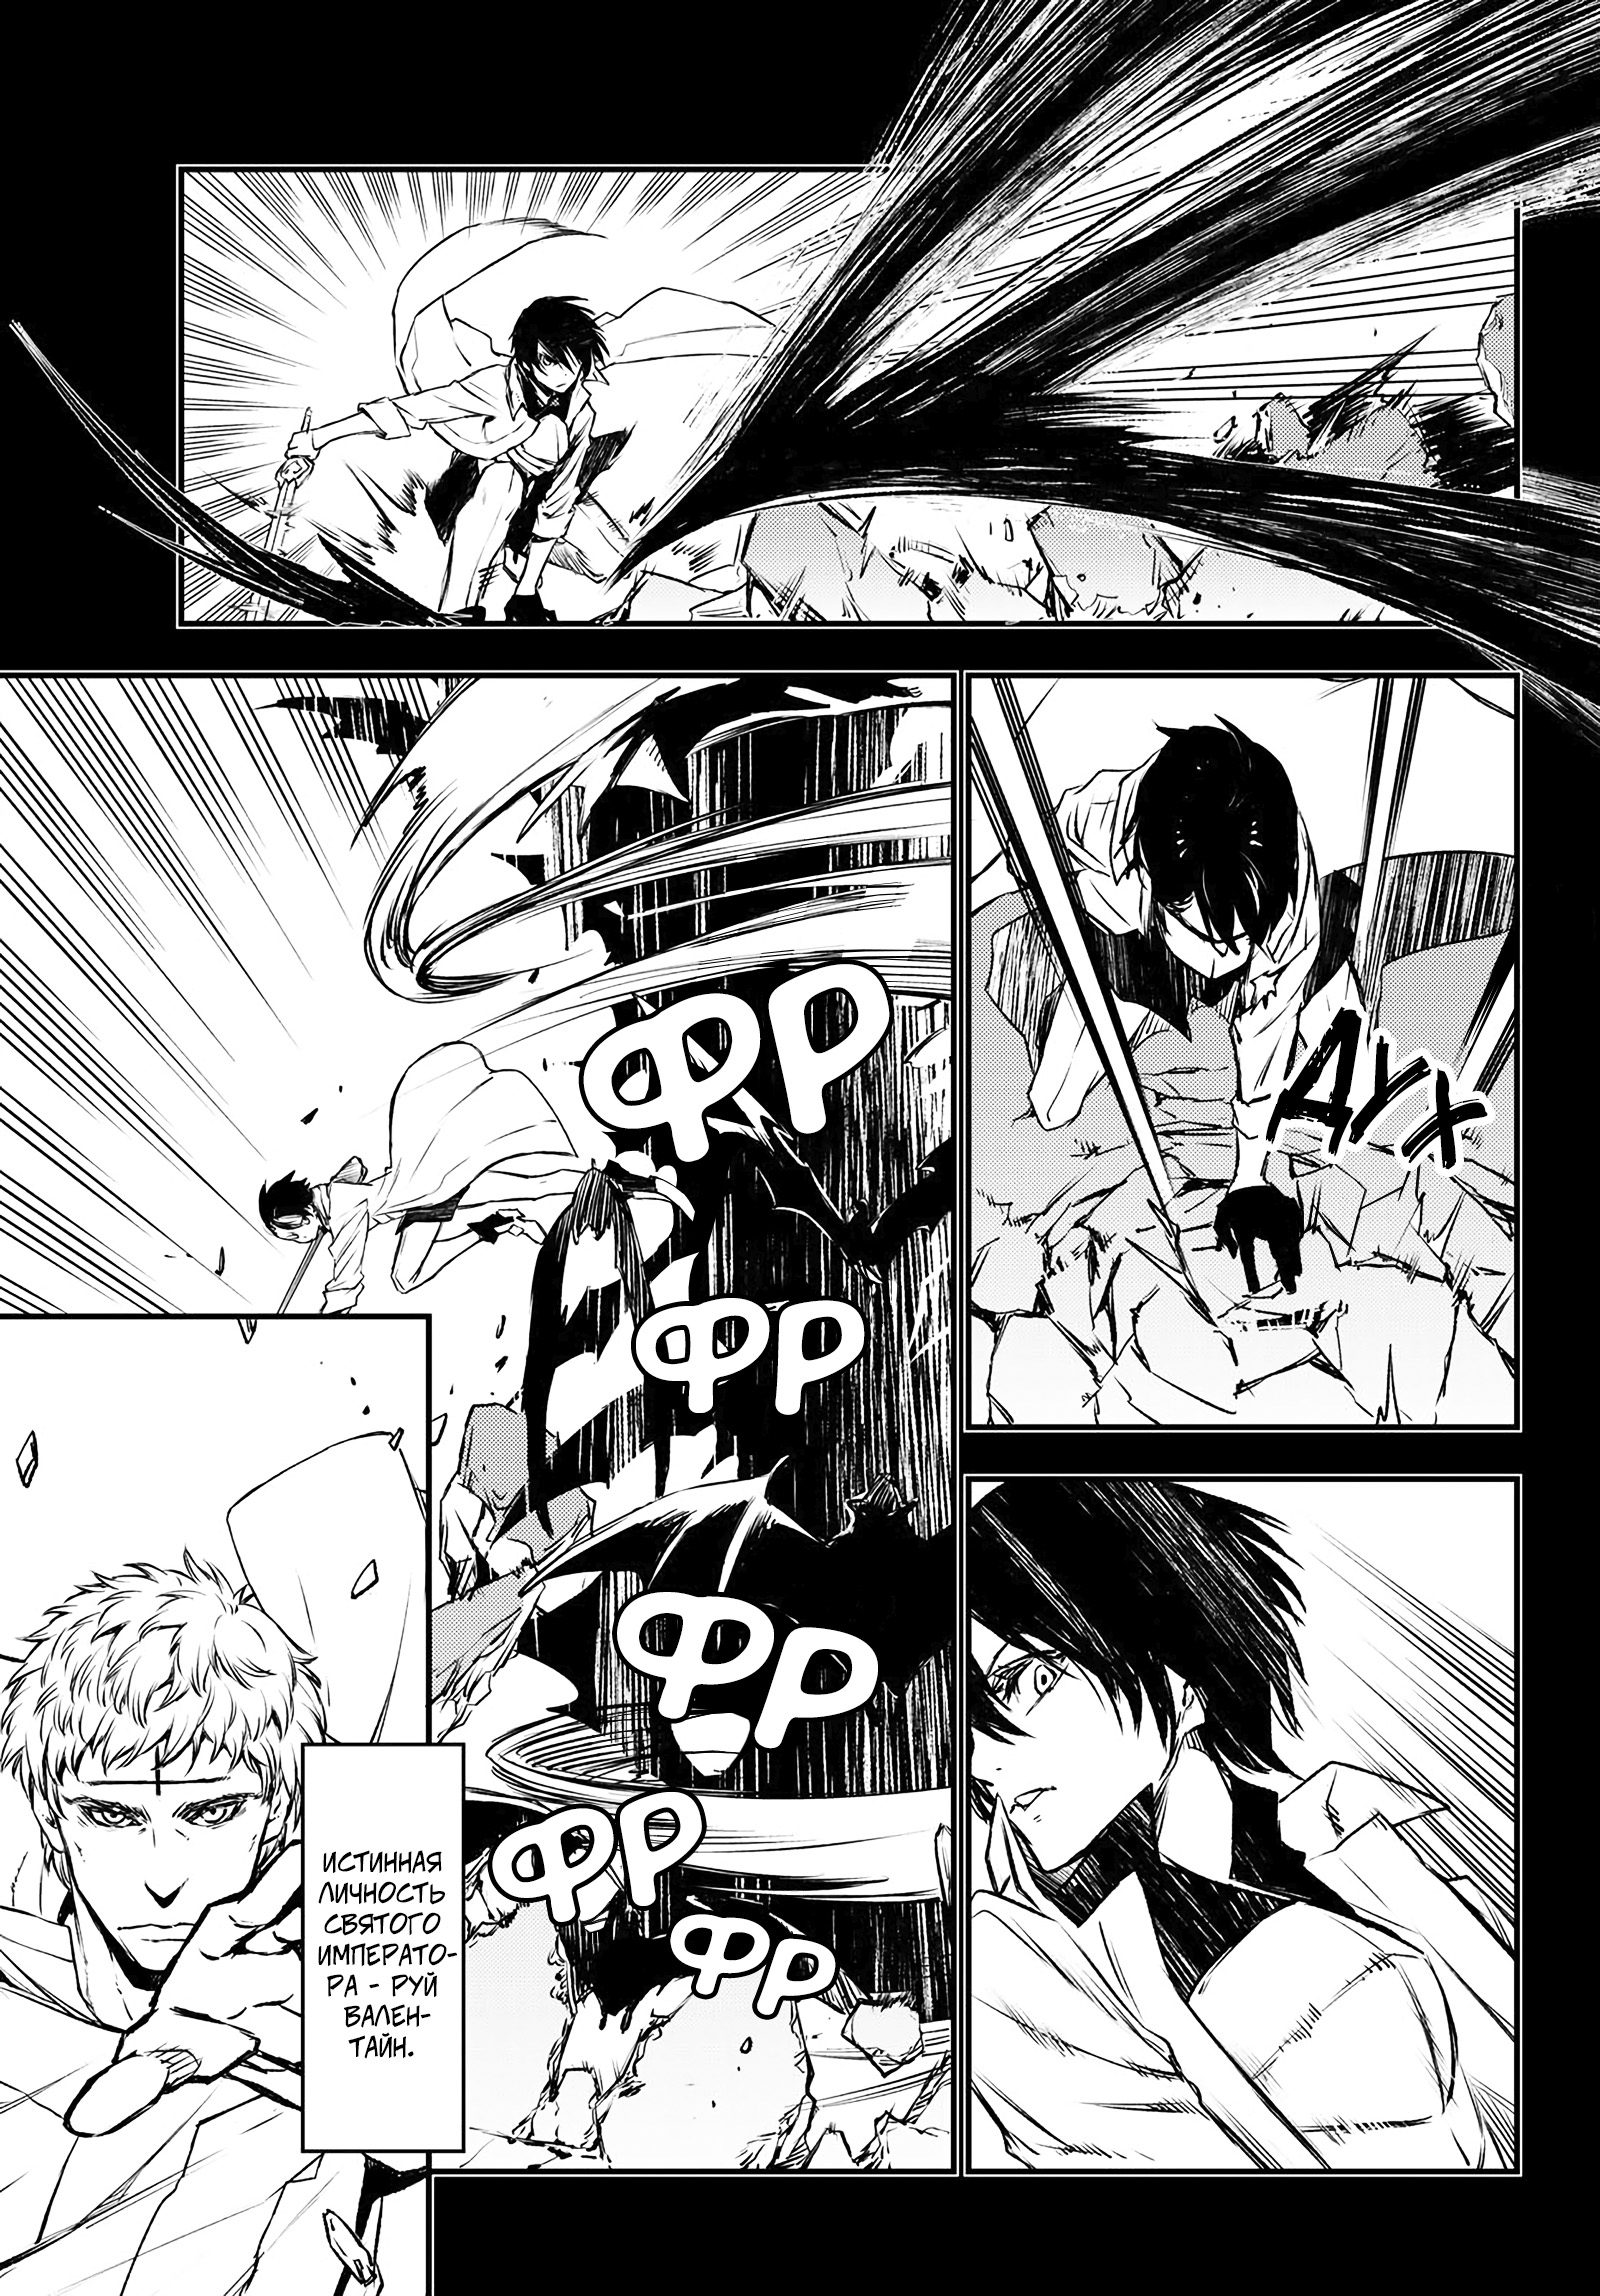 ДУХ
ФР
ФР
ФР
ФР
ФР
ИСТИННАЯ
ЛИЧНОСТЬ
СВЯТОГО
ИМПЕРАТО-
РА - РУЙ
ВАЛЕН-
ТАЙН.